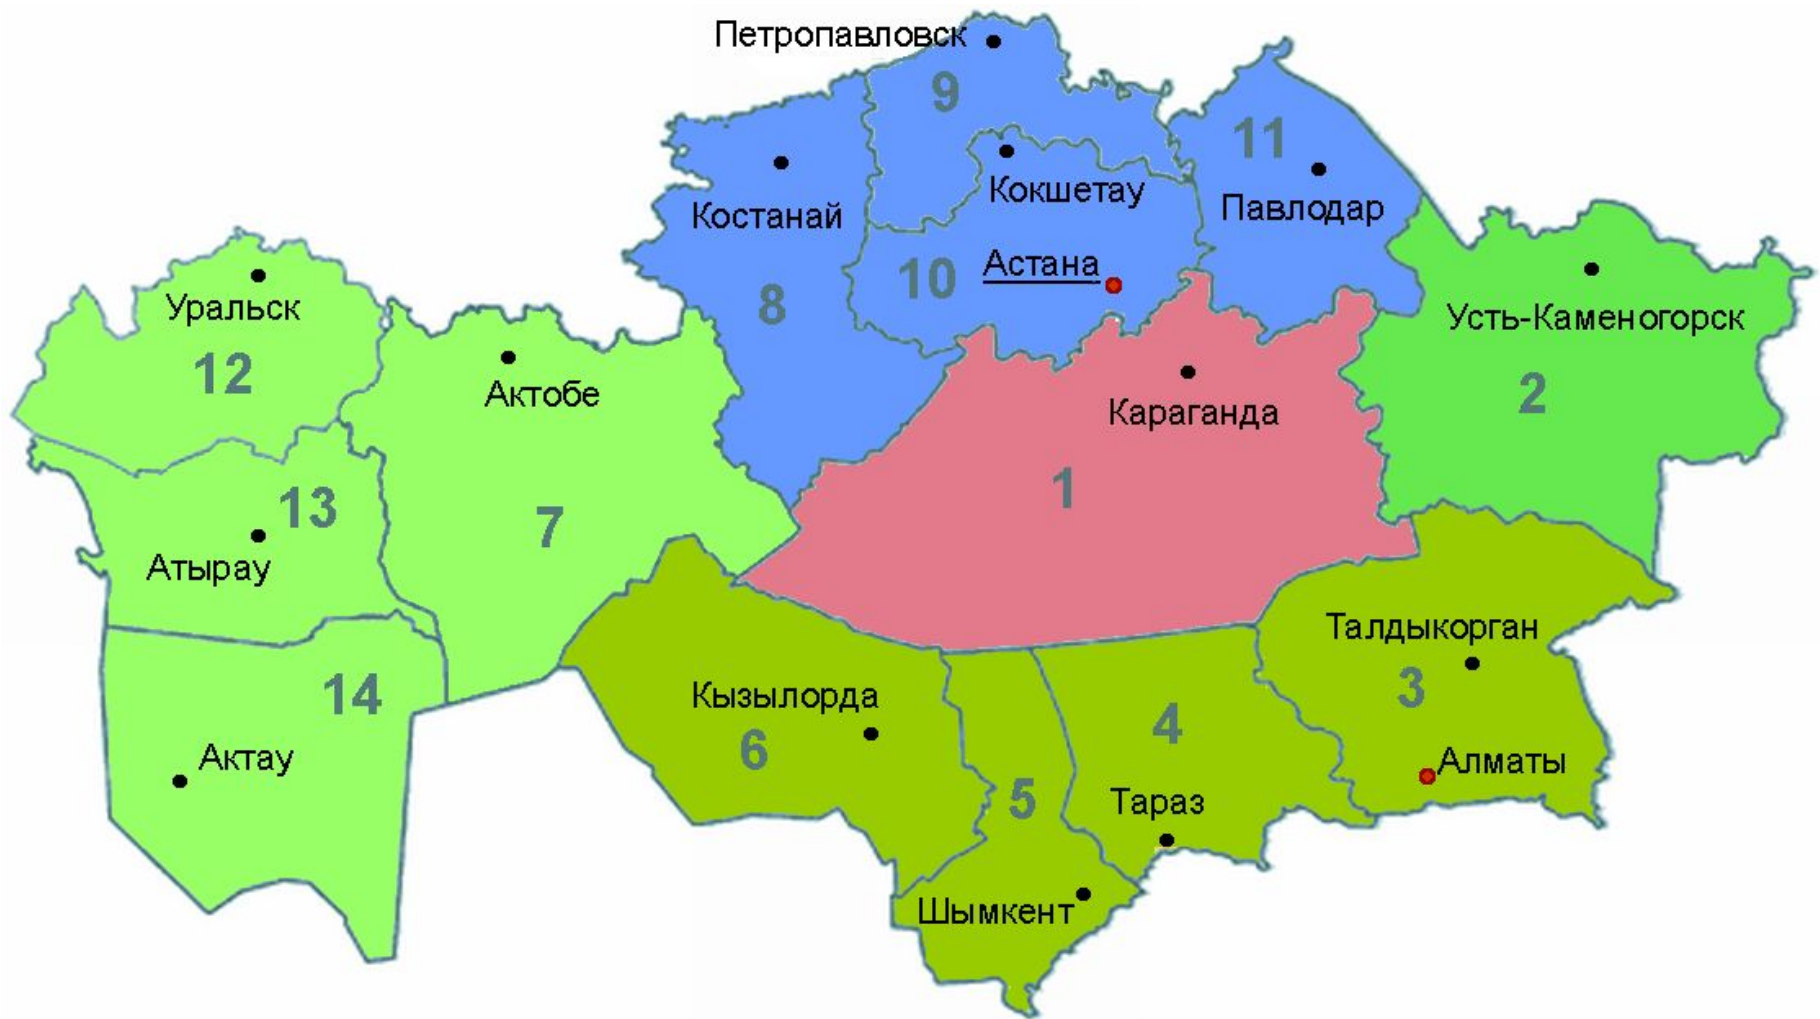 Петропавловск
9
11
Кокшетау
Костанай
Павлодар
10
Астана
8
Уральск
12
Актобе
Усть-Каменогорск
2
Караганда
1
13
7
Атырау
Талдыкорган
3
14
Кызылорда
6
4
Актау
Алматы
5
Тараз
Шымкент